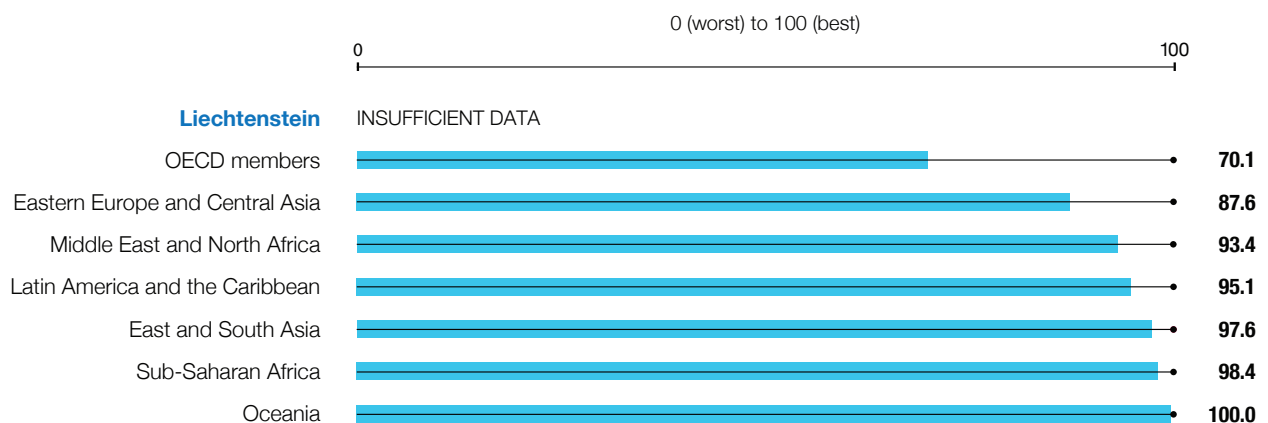 0 (worst) to 100 (best)
0 100
Liechtenstein INSUFFICIENT DATA
OECD members 70.1
Eastern Europe and Central Asia 87.6
Middle East and North Africa 93.4
Latin America and the Caribbean 95.1
East and South Asia 97.6
Sub-Saharan Africa 98.4
Oceania 100.0